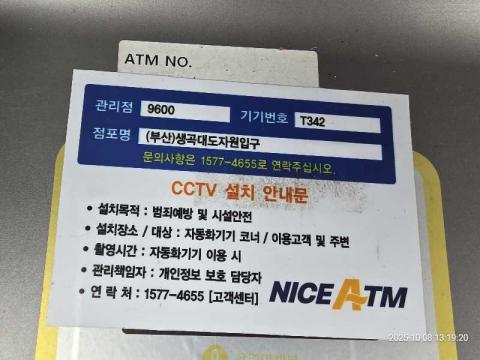 ATM NO.
관리점 9600 기기번호 T342
점포명 (부산)생곡대도자원입구
문의사항은 1577-4655로 연락주십시오.
CCTV 설치 안내문
• 설치목적 : 범죄예방 및 시설안전
• 설치장소 / 대상 : 자동화기기 코너 / 이용고객 및 주변
• 촬영시간 : 자동화기기 이용 시
• 관리책임자 : 개인정보 보호 담당자
• 연 락 처 : 1577-4655 [고객센터]
NICE ATM
2025-10-08 13:19:20